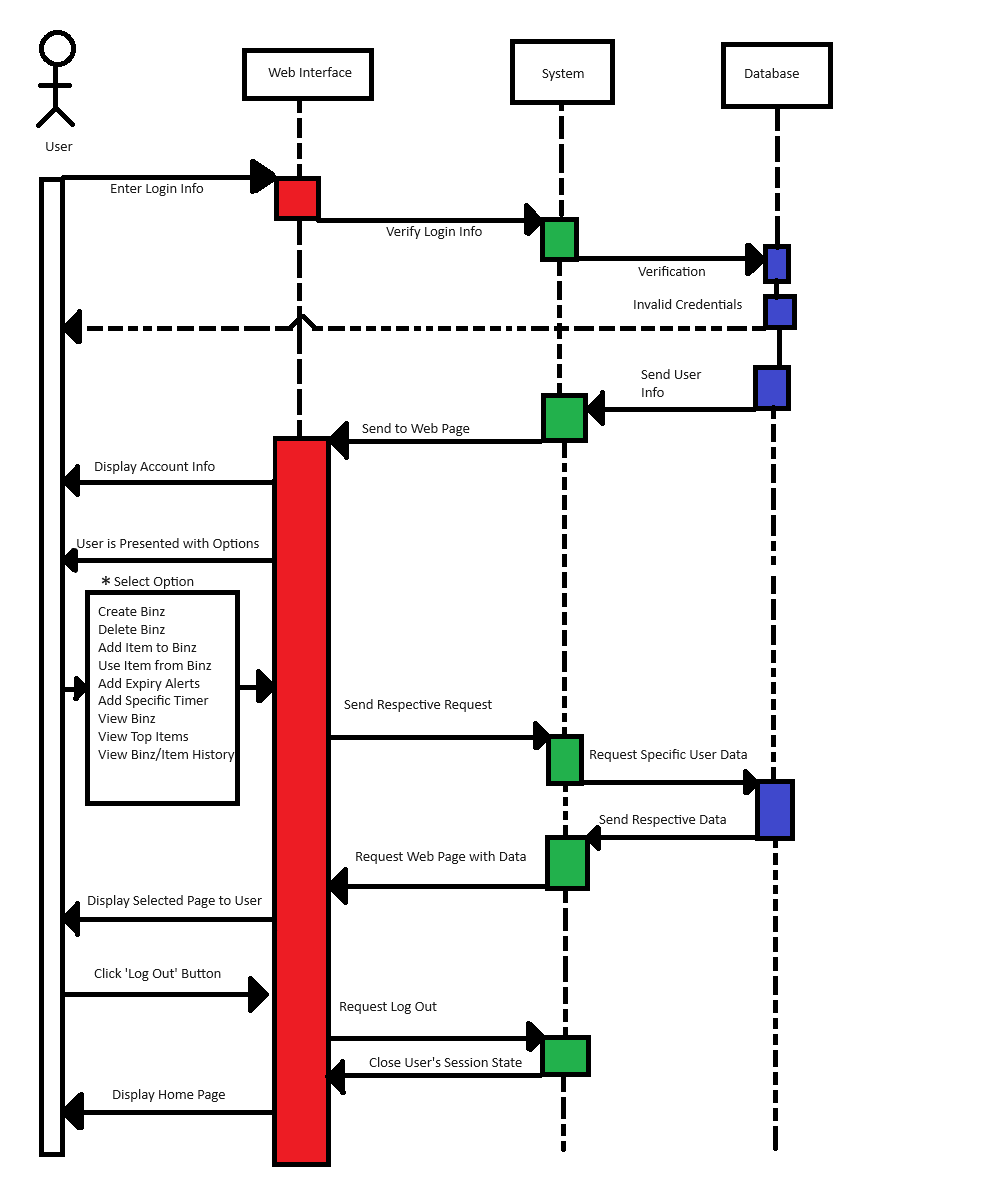 Web Interface
System
Database
User
Enter Login Info
Verify Login Info
Verification
Invalid Credentials
Send User
Info
Send to Web Page
Display Account Info
User is Presented with Options
* Select Option
Create Binz
Delete Binz
Add Item to Binz
Use Item from Binz
Add Expiry Alerts
Add Specific Timer
View Binz
View Top Items
View Binz/Item History
Send Respective Request
Request Specific User Data
Send Respective Data
Request Web Page with Data
Display Selected Page to User
Click 'Log Out' Button
Request Log Out
Close User's Session State
Display Home Page